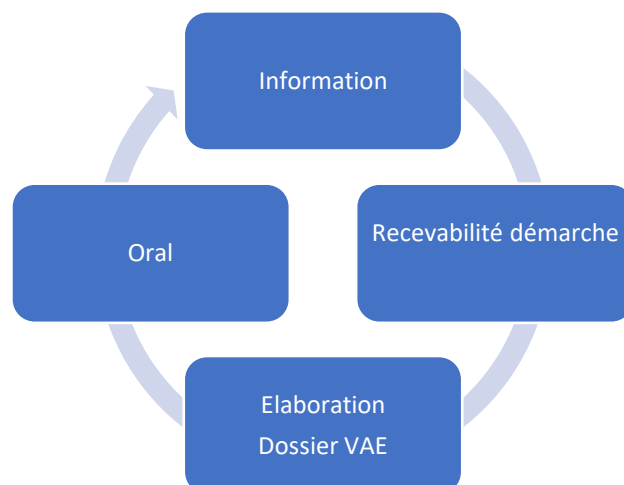 Information
Recevabilité démarche
Elaboration
Dossier VAE
Oral